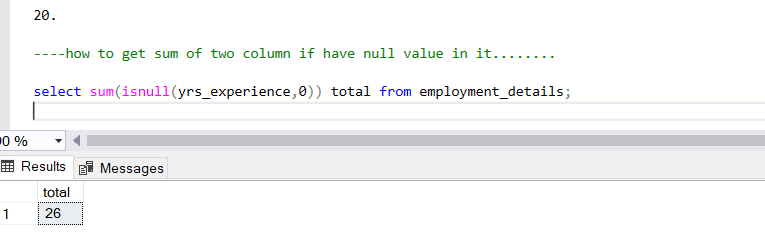 20.
----how to get sum of two column if have null value in it........
select sum(isnull(yrs_experience,0)) total from employment_details;
00 %
Results Messages
total
1 26